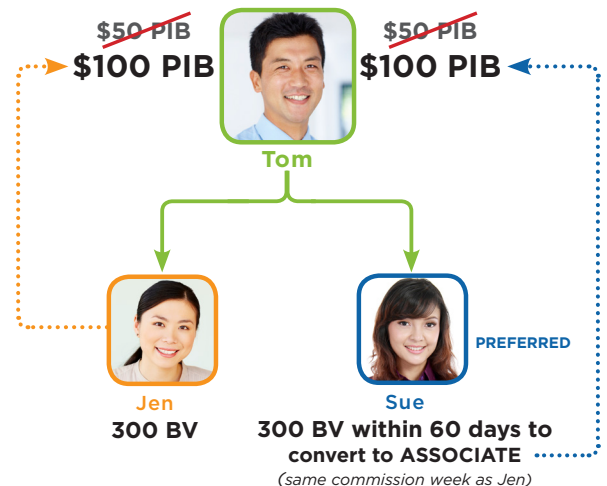 $50 PIB
$100 PIB
$50 PIB
$100 PIB
Tom
Jen
300 BV
PREFERRED
Sue
300 BV within 60 days to
convert to ASSOCIATE
(same commission week as Jen)